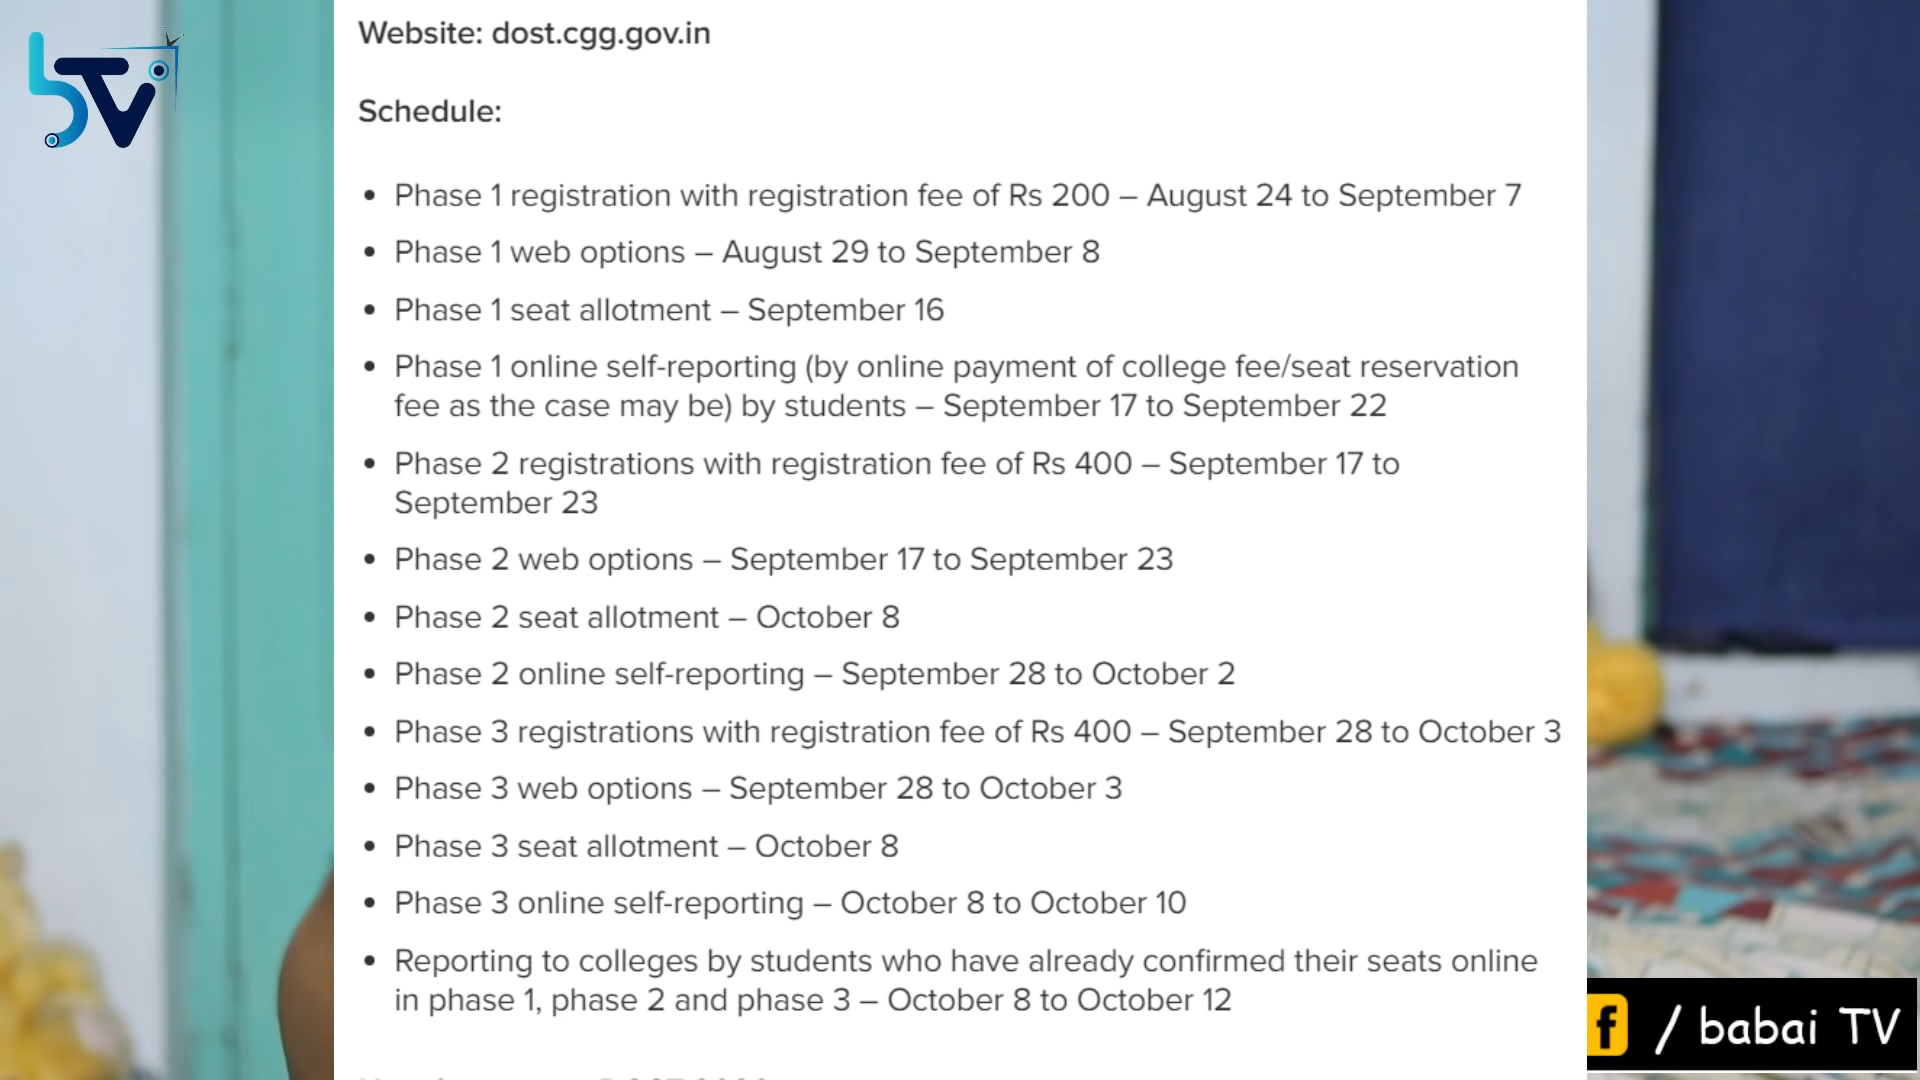 bTV
Website: dost.cgg.gov.in
Schedule:
• Phase 1 registration with registration fee of Rs 200 – August 24 to September 7
• Phase 1 web options – August 29 to September 8
• Phase 1 seat allotment – September 16
• Phase 1 online self-reporting (by online payment of college fee/seat reservation
fee as the case may be) by students – September 17 to September 22
• Phase 2 registrations with registration fee of Rs 400 – September 17 to
September 23
• Phase 2 web options – September 17 to September 23
• Phase 2 seat allotment – October 8
• Phase 2 online self-reporting – September 28 to October 2
• Phase 3 registrations with registration fee of Rs 400 – September 28 to October 3
• Phase 3 web options – September 28 to October 3
• Phase 3 seat allotment – October 8
• Phase 3 online self-reporting – October 8 to October 10
• Reporting to colleges by students who have already confirmed their seats online
in phase 1, phase 2 and phase 3 – October 8 to October 12
f / babai TV